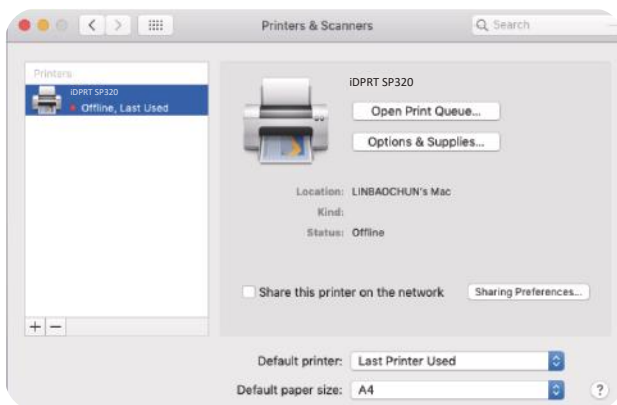 Printers & Scanners
Search
Printers
iDPRT SP320
Offline, Last Used
iDPRT SP320
Open Print Queue...
Options & Supplies...
Location: LINBAOCHUN's Mac
Kind:
Status: Offline
Share this printer on the network
Sharing Preferences...
+ −
Default printer: Last Printer Used
Default paper size: A4
?